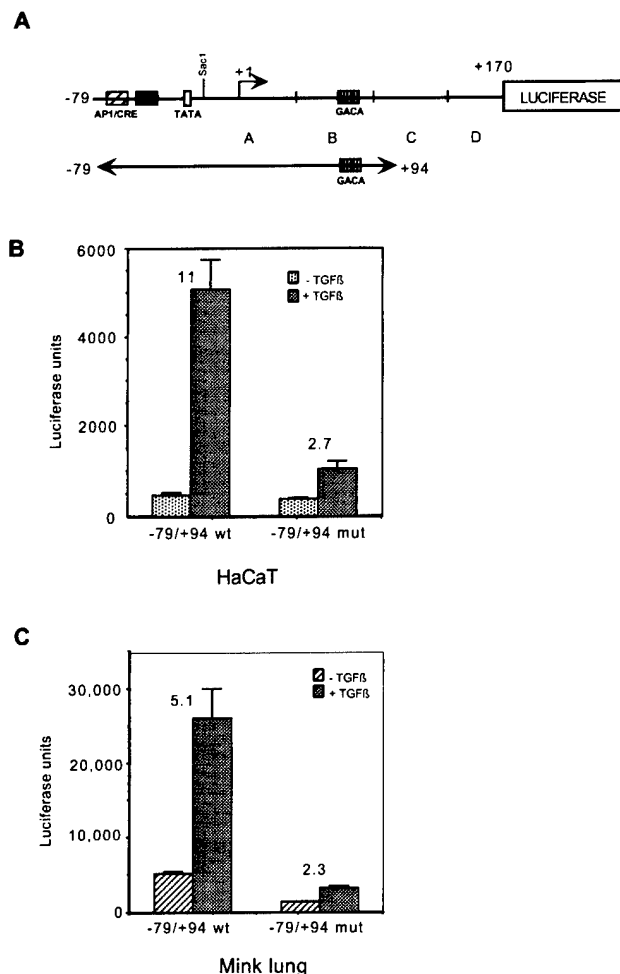 A
Sac1
+1
+170
-79
AP1/CRE
TATA
GACA
LUCIFERASE
A B C D
-79
GACA
+94
B
6000
4000
2000
0
Luciferase units
11
2.7
- TGFß
+ TGFß
-79/+94 wt
-79/+94 mut
HaCaT
C
30,000
20,000
10,000
0
Luciferase units
5.1
2.3
- TGFß
+ TGFß
-79/+94 wt
-79/+94 mut
Mink lung